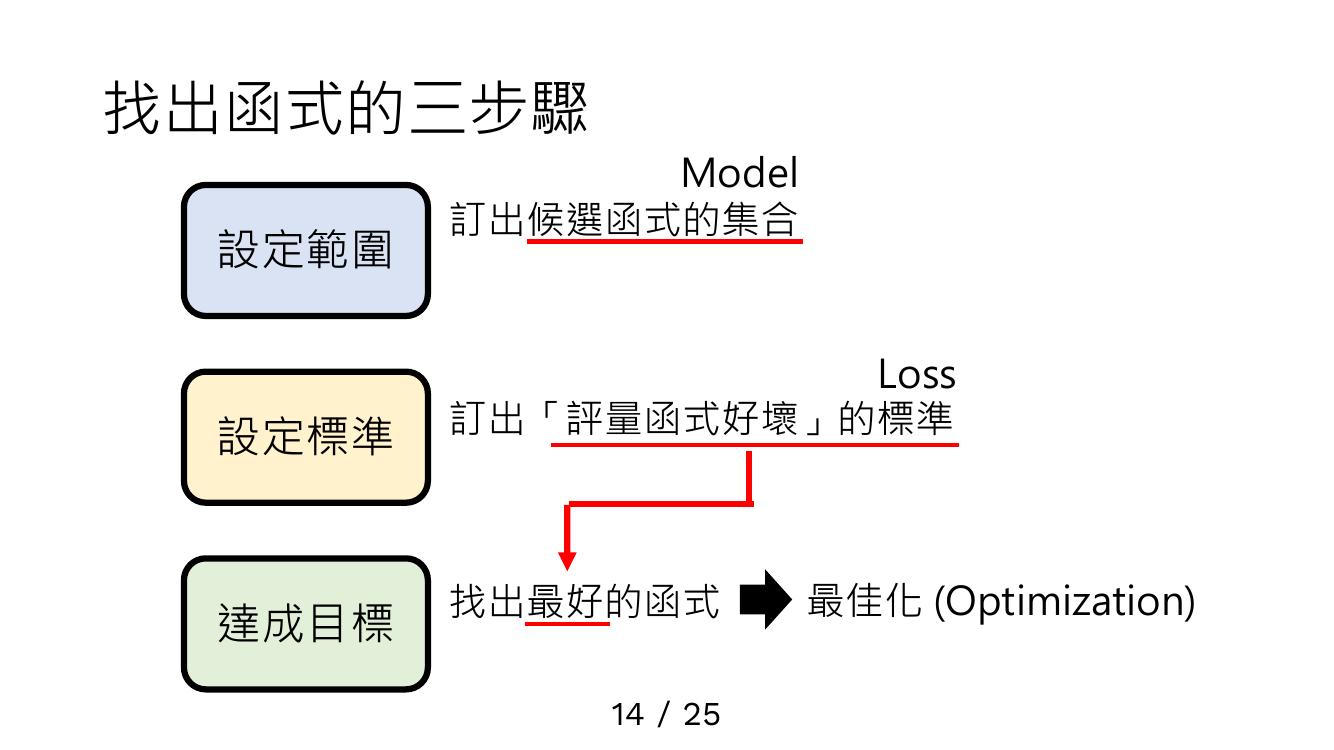 找出函式的三步驟
Model
設定範圍
訂出候選函式的集合
Loss
設定標準
訂出「評量函式好壞」的標準
達成目標
找出最好的函式
最佳化 (Optimization)
14 / 25